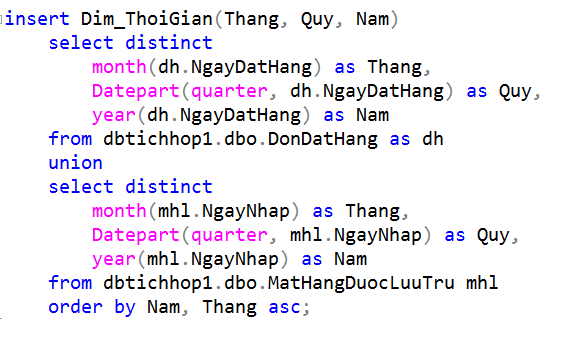 insert Dim_ThoiGian(Thang, Quy, Nam)
select distinct
month(dh.NgayDatHang) as Thang,
Datepart(quarter, dh.NgayDatHang) as Quy,
year(dh.NgayDatHang) as Nam
from dbtichhop1.dbo.DonDatHang as dh
union
select distinct
month(mhl.NgayNhap) as Thang,
Datepart(quarter, mhl.NgayNhap) as Quy,
year(mhl.NgayNhap) as Nam
from dbtichhop1.dbo.MatHangDuocLuuTru mhl
order by Nam, Thang asc;